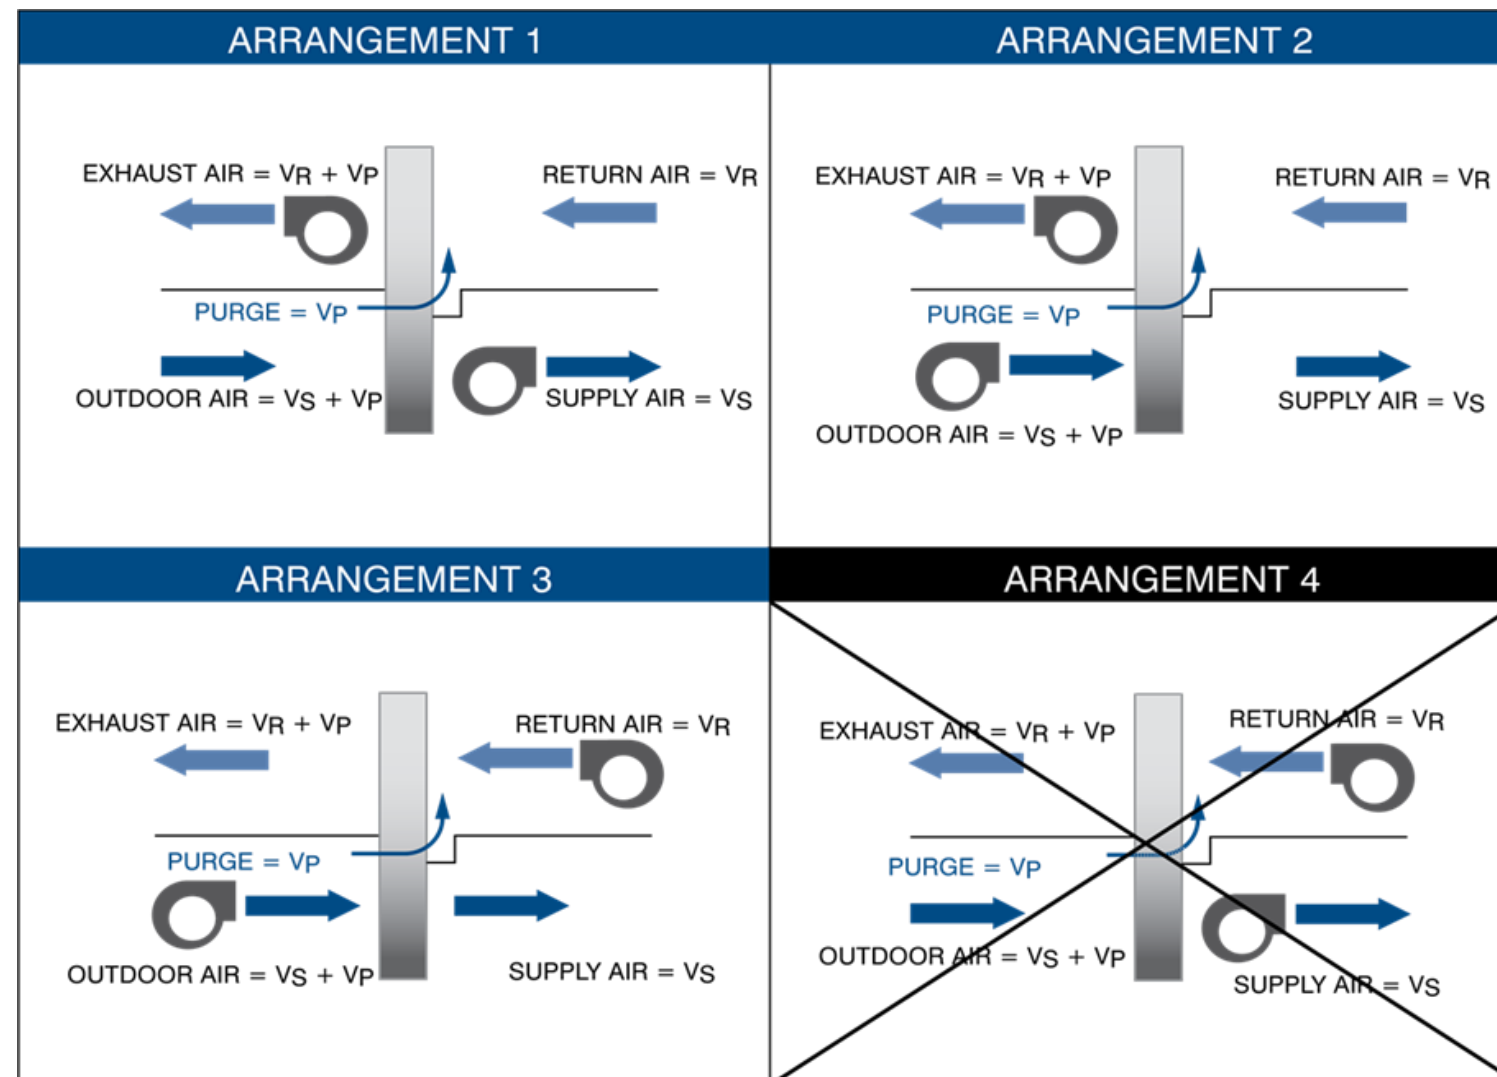 ARRANGEMENT 1
EXHAUST AIR = VR + VP
RETURN AIR = VR
PURGE = VP
OUTDOOR AIR = VS + VP
SUPPLY AIR = VS
ARRANGEMENT 2
EXHAUST AIR = VR + VP
RETURN AIR = VR
PURGE = VP
SUPPLY AIR = VS
OUTDOOR AIR = VS + VP
ARRANGEMENT 3
EXHAUST AIR = VR + VP
RETURN AIR = VR
PURGE = VP
OUTDOOR AIR = VS + VP
SUPPLY AIR = VS
ARRANGEMENT 4
EXHAUST AIR = VR + VP
RETURN AIR = VR
PURGE = VP
OUTDOOR AIR = VS + VP
SUPPLY AIR = VS